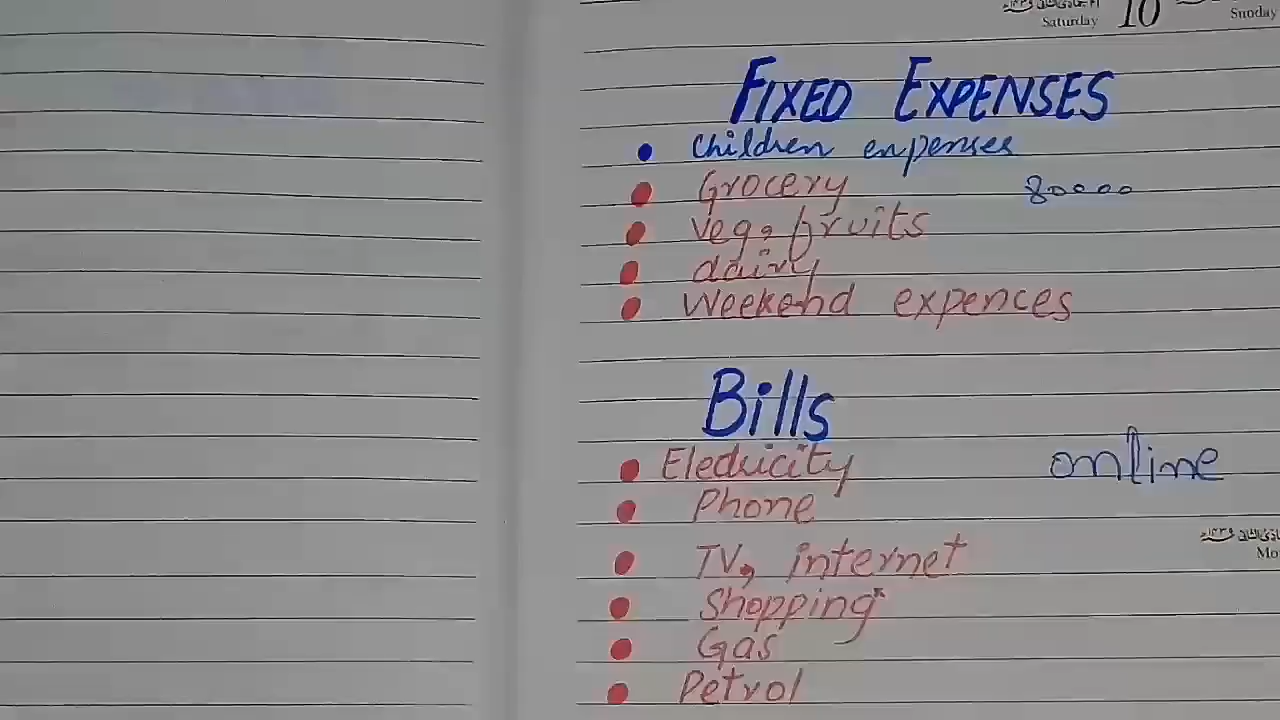 Saturday 10 Sunday
FIXED EXPENSES
• Children expenses
• Grocery 80000
• Veg, fruits
• dairy
• Weekend expences
Bills
• Electricity online
• Phone
• TV, internet
• Shopping
• Gas
• Petrol